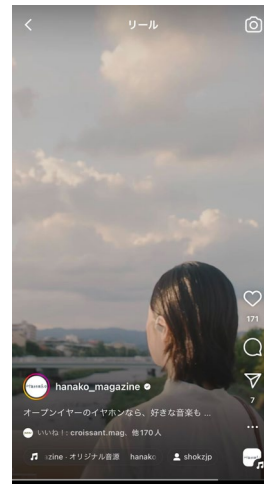 リール
171
hanako_magazine
7
オープンイヤーのイヤホンなら、好きな音楽も ...
いいね!: croissant.mag、他170人
zine · オリジナル音源 hanako shokzjp